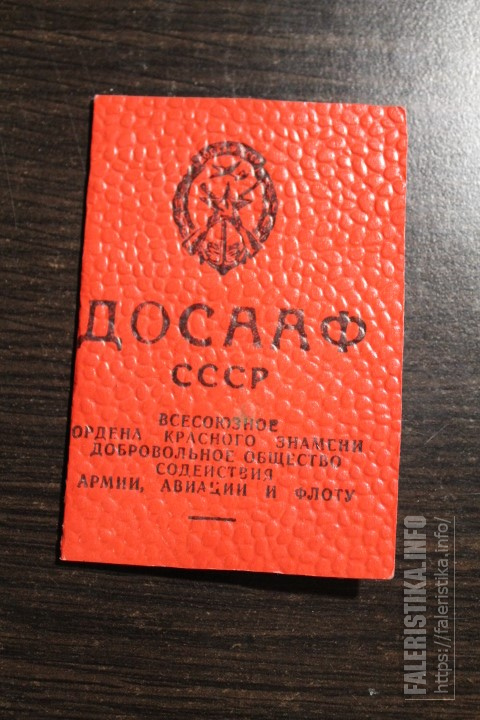 ДОСААФ
СССР
ВСЕСОЮЗНОЕ
ОРДЕНА КРАСНОГО ЗНАМЕНИ
ДОБРОВОЛЬНОЕ ОБЩЕСТВО
СОДЕЙСТВИЯ
АРМИИ, АВИАЦИИ И ФЛОТУ
FALERISTIKA.INFO
https://faleristika.info/